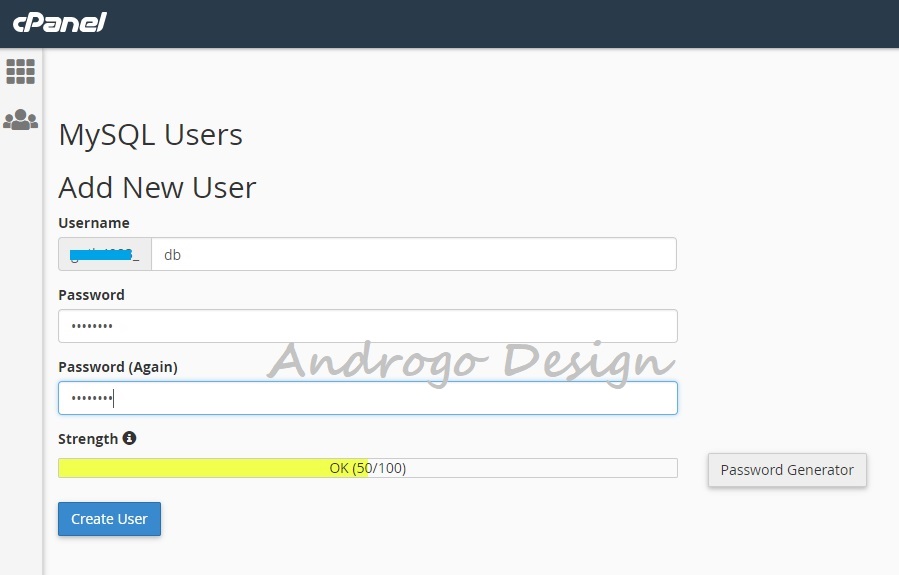 cPanel
MySQL Users
Add New User
Username
_ db
Password
••••••••
Androgo Design
Password (Again)
••••••••
Strength
OK (50/100)
Password Generator
Create User